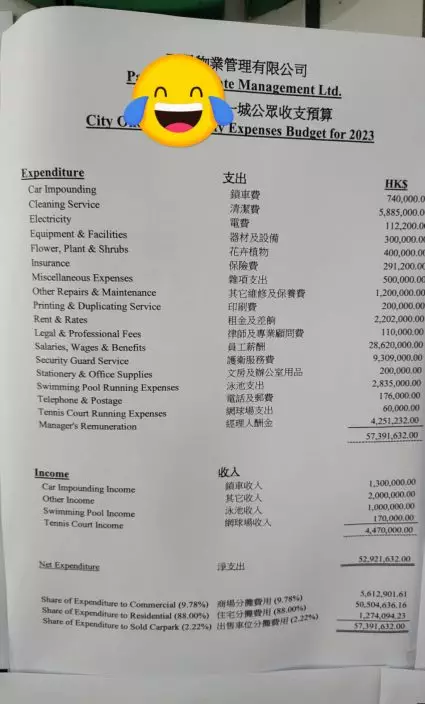 物業管理有限公司
te Management Ltd.
一城公眾收支預算
City Expenses Budget for 2023
Expenditure 支出 HK$
Car Impounding 鎖車費 740,000.0
Cleaning Service 清潔費 5,885,000.0
Electricity 電費 112,200.0
Equipment & Facilities 器材及設備 300,000.0
Flower, Plant & Shrubs 花卉植物 400,000.0
Insurance 保險費 291,200.0
Miscellaneous Expenses 雜項支出 500,000.0
Other Repairs & Maintenance 其它維修及保養費 1,200,000.0
Printing & Duplicating Service 印刷費 200,000.0
Rent & Rates 租金及差餉 2,202,000.00
Legal & Professional Fees 律師及專業顧問費 110,000.00
Salaries, Wages & Benefits 員工薪酬 28,620,000.00
Security Guard Service 護衛服務費 9,309,000.00
Stationery & Office Supplies 文房及辦公室用品 200,000.00
Swimming Pool Running Expenses 泳池支出 2,835,000.00
Telephone & Postage 電話及郵費 176,000.00
Tennis Court Running Expenses 網球場支出 60,000.00
Manager's Remuneration 經理人酬金 4,251,232.00
57,391,632.00
Income 收入
Car Impounding Income 鎖車收入 1,300,000.00
Other Income 其它收入 2,000,000.00
Swimming Pool Income 泳池收入 1,000,000.00
Tennis Court Income 網球場收入 170,000.00
4,470,000.00
Net Expenditure 淨支出 52,921,632.00
Share of Expenditure to Commercial (9.78%) 商場分攤費用 (9.78%) 5,612,901.61
Share of Expenditure to Residential (88.00%) 住宅分攤費用 (88.00%) 50,504,636.16
Share of Expenditure to Sold Carpark (2.22%) 出售車位分攤費用 (2.22%) 1,274,094.23
57,391,632.00